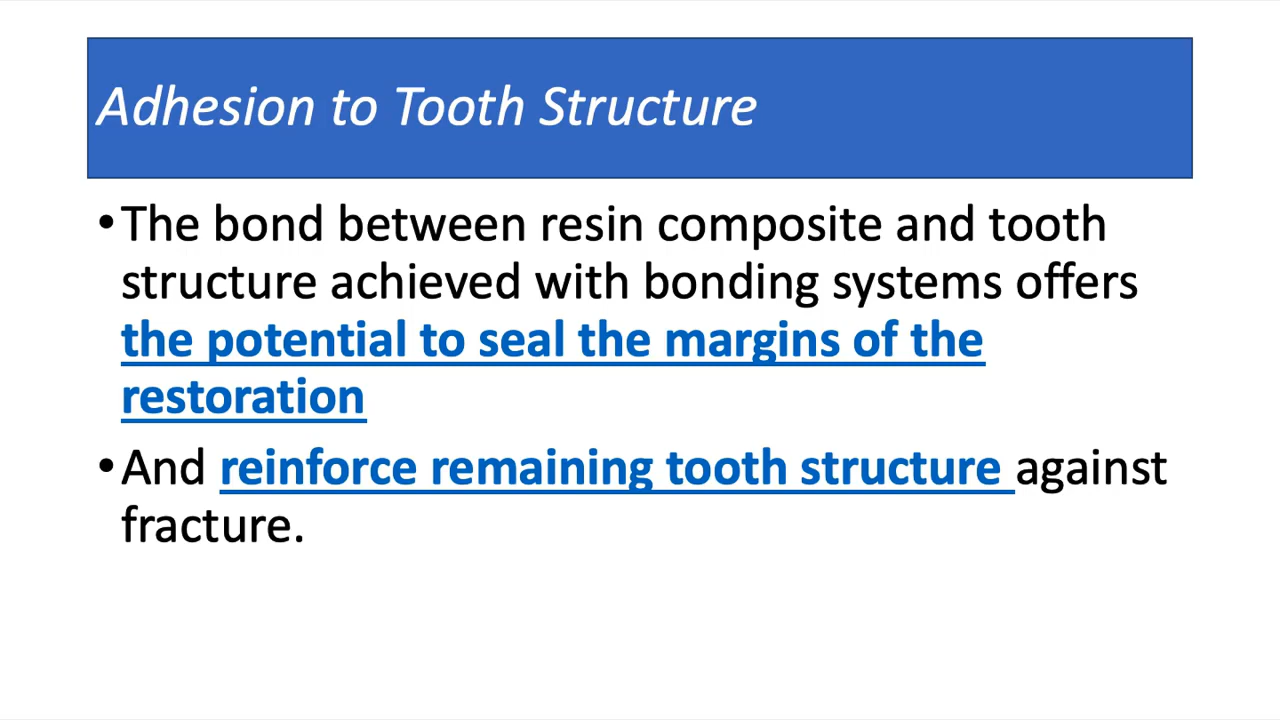 Adhesion to Tooth Structure
•The bond between resin composite and tooth
structure achieved with bonding systems offers
the potential to seal the margins of the
restoration
•And reinforce remaining tooth structure against
fracture.